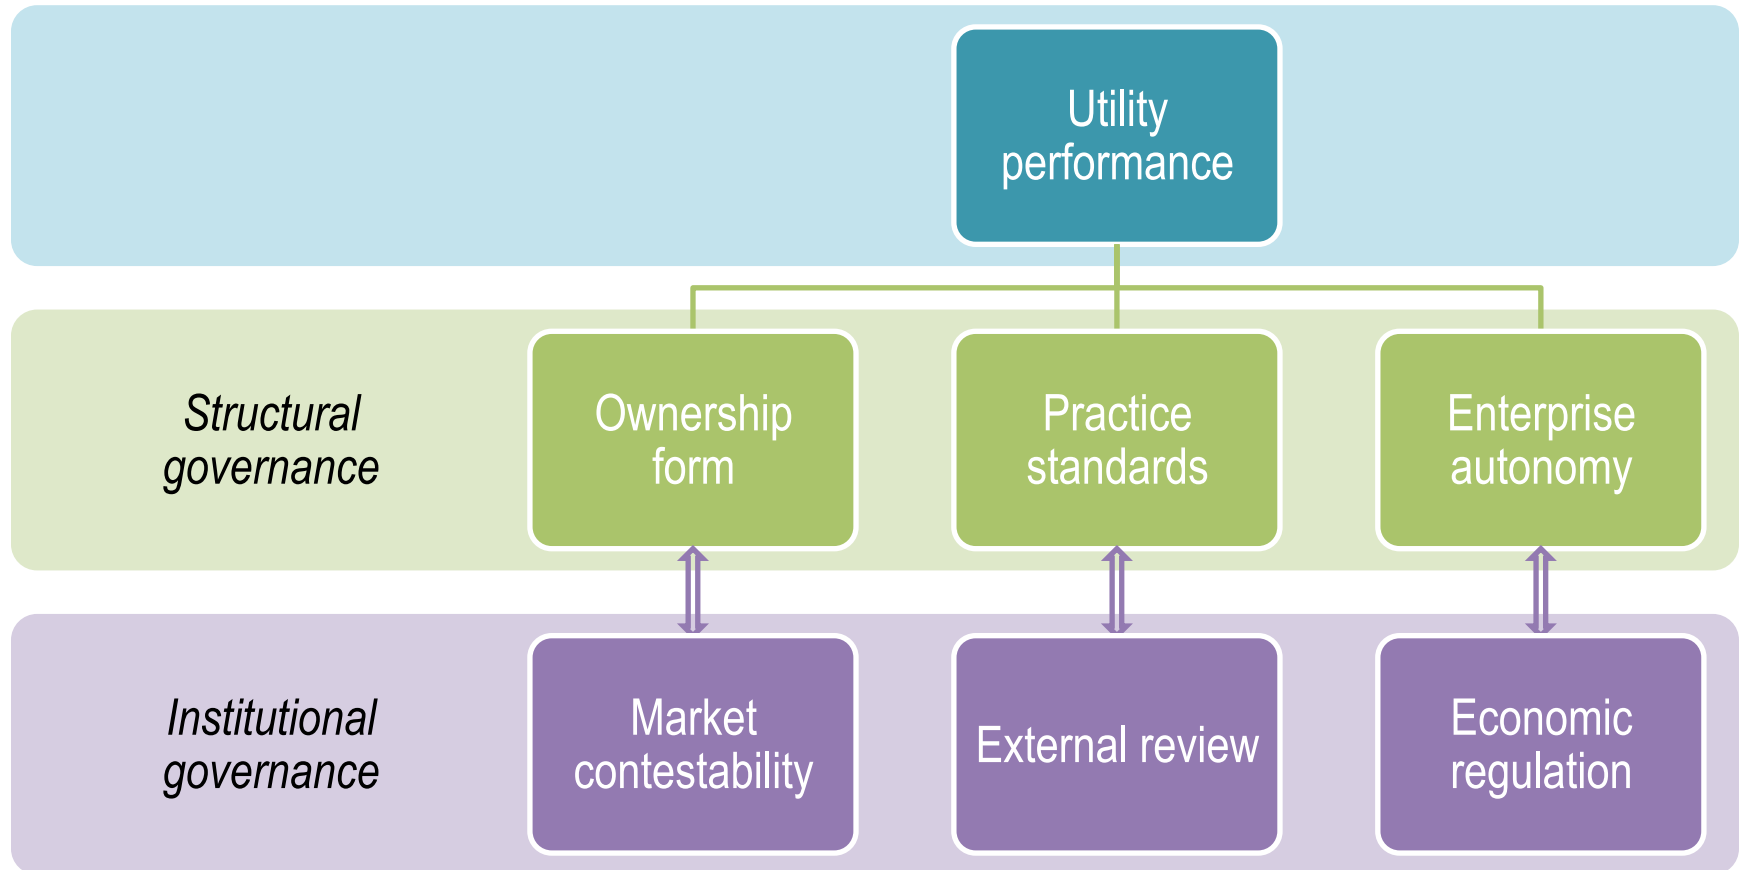 Utility
performance
Structural
governance
Ownership
form
Practice
standards
Enterprise
autonomy
Institutional
governance
Market
contestability
External review
Economic
regulation